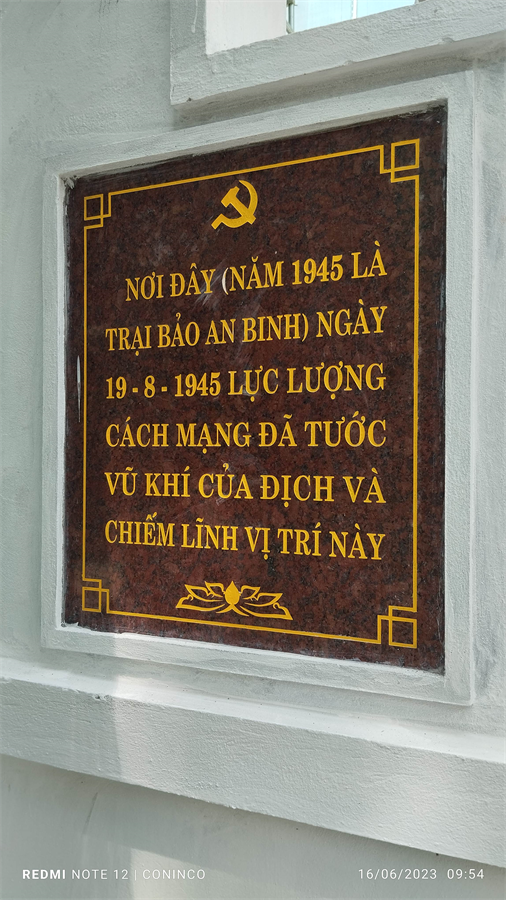 NƠI ĐÂY (NĂM 1945 LÀ
TRẠI BẢO AN BINH) NGÀY
19 - 8 - 1945 LỰC LƯỢNG
CÁCH MẠNG ĐÃ TƯỚC
VŨ KHÍ CỦA ĐỊCH VÀ
CHIẾM LĨNH VỊ TRÍ NÀY
REDMI NOTE 12 | CONINCO
16/06/2023 09:54